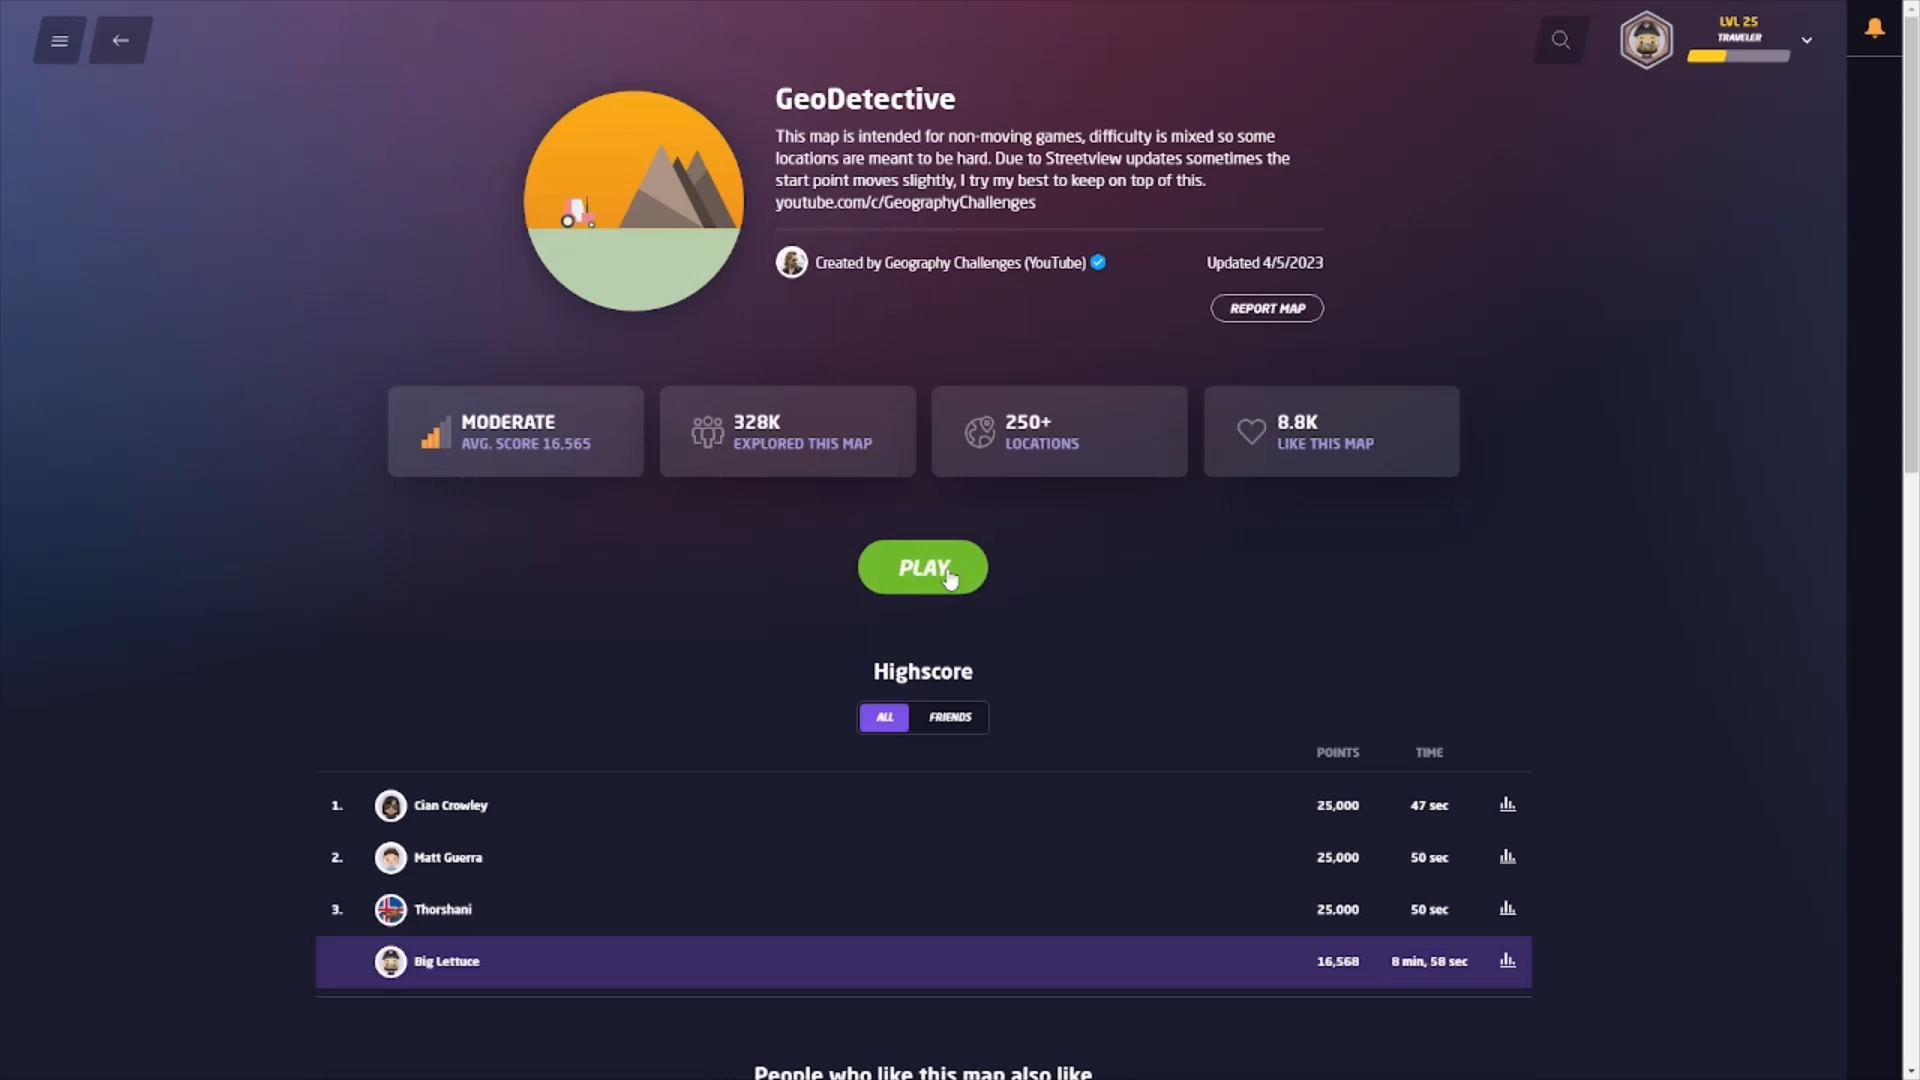 LVL 25
TRAVELER
GeoDetective
This map is intended for non-moving games, difficulty is mixed so some
locations are meant to be hard. Due to Streetview updates sometimes the
start point moves slightly, I try my best to keep on top of this.
youtube.com/c/GeographyChallenges
Created by Geography Challenges (YouTube)
Updated 4/5/2023
REPORT MAP
MODERATE
AVG. SCORE 16,565
328K
EXPLORED THIS MAP
250+
LOCATIONS
8.8K
LIKE THIS MAP
PLAY
Highscore
ALL
FRIENDS
POINTS TIME
1. Cian Crowley 25,000 47 sec
2. Matt Guerra 25,000 50 sec
3. Thorshani 25,000 50 sec
Big Lettuce 16,568 8 min, 58 sec
People who like this map also like